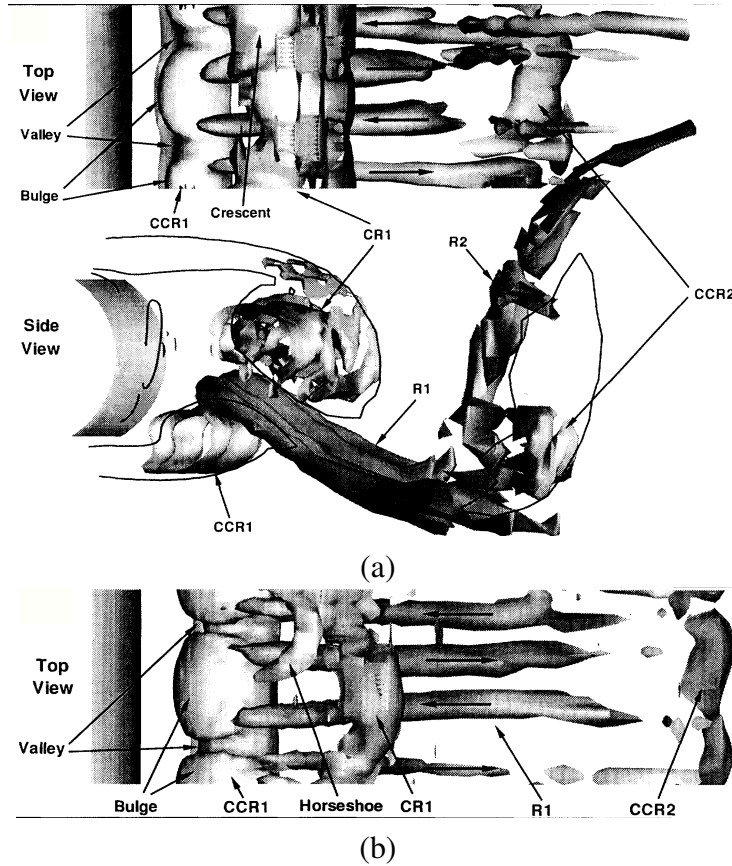 Top
View
Valley
Bulge
CCR1
Crescent
CR1
R2
CCR2
Side
View
R1
CCR1
(a)
Top
View
Valley
Bulge
CCR1
Horseshoe
CR1
R1
CCR2
(b)